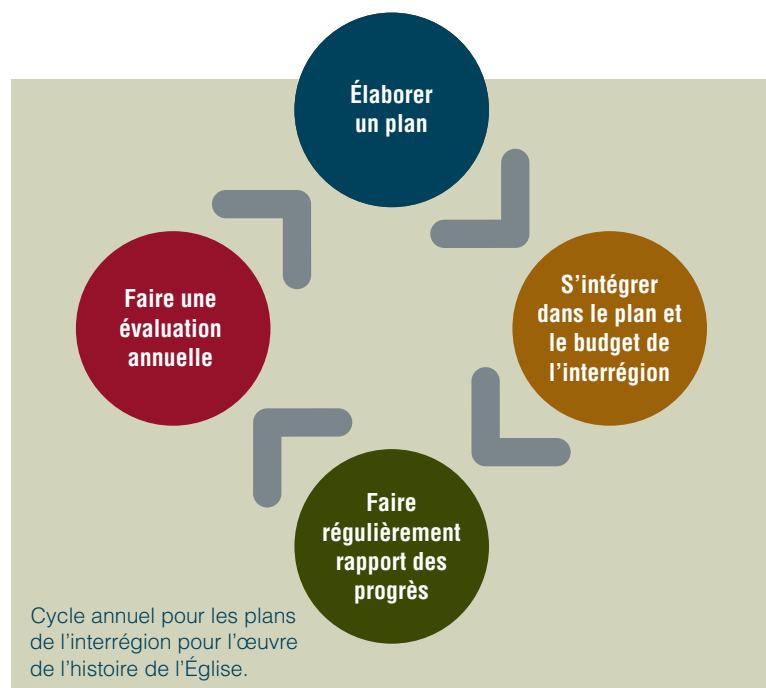 Élaborer
un plan
S’intégrer
dans le plan et
le budget de
l’interrégion
Faire
régulièrement
rapport des
progrès
Faire une
évaluation
annuelle
Cycle annuel pour les plans
de l’interrégion pour l’œuvre
de l’histoire de l’Église.